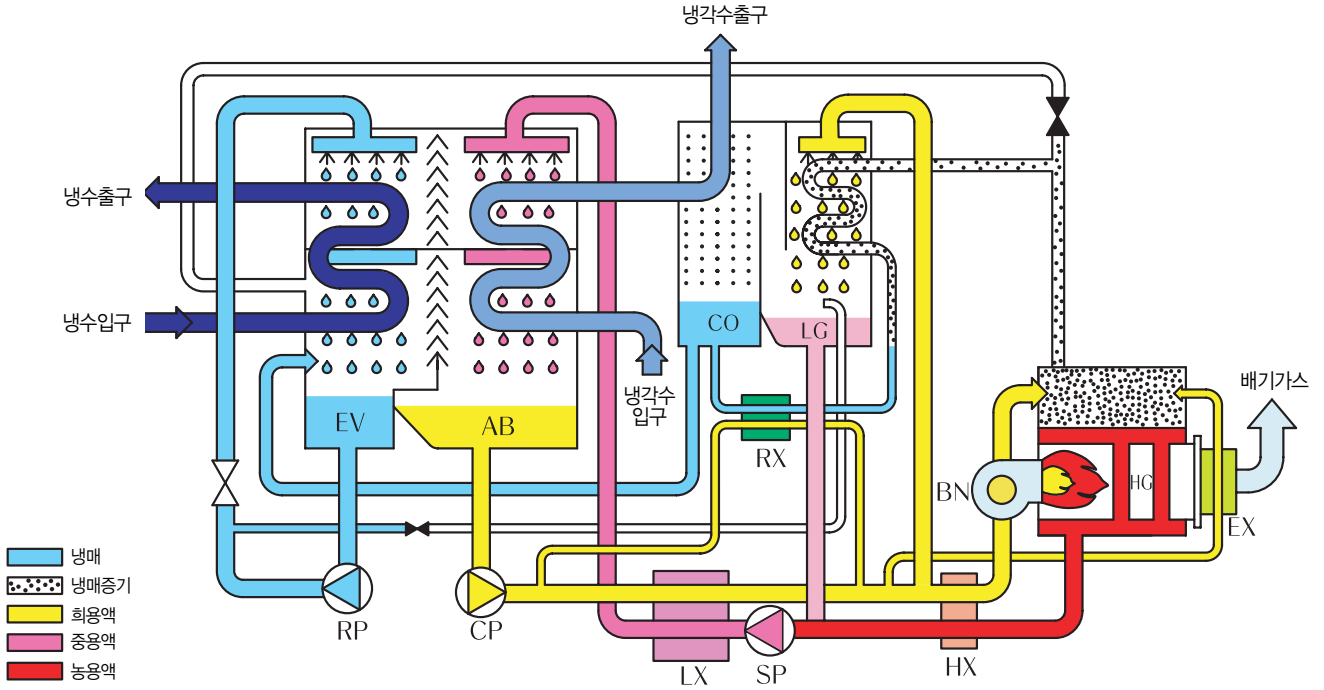 냉각수출구
냉수출구
냉수입구
CO
LG
냉각수
입구
배기가스
EV
AB
RX
BN
HG
EX
냉매
냉매증기
희용액
중용액
농용액
RP
CP
LX
SP
HX